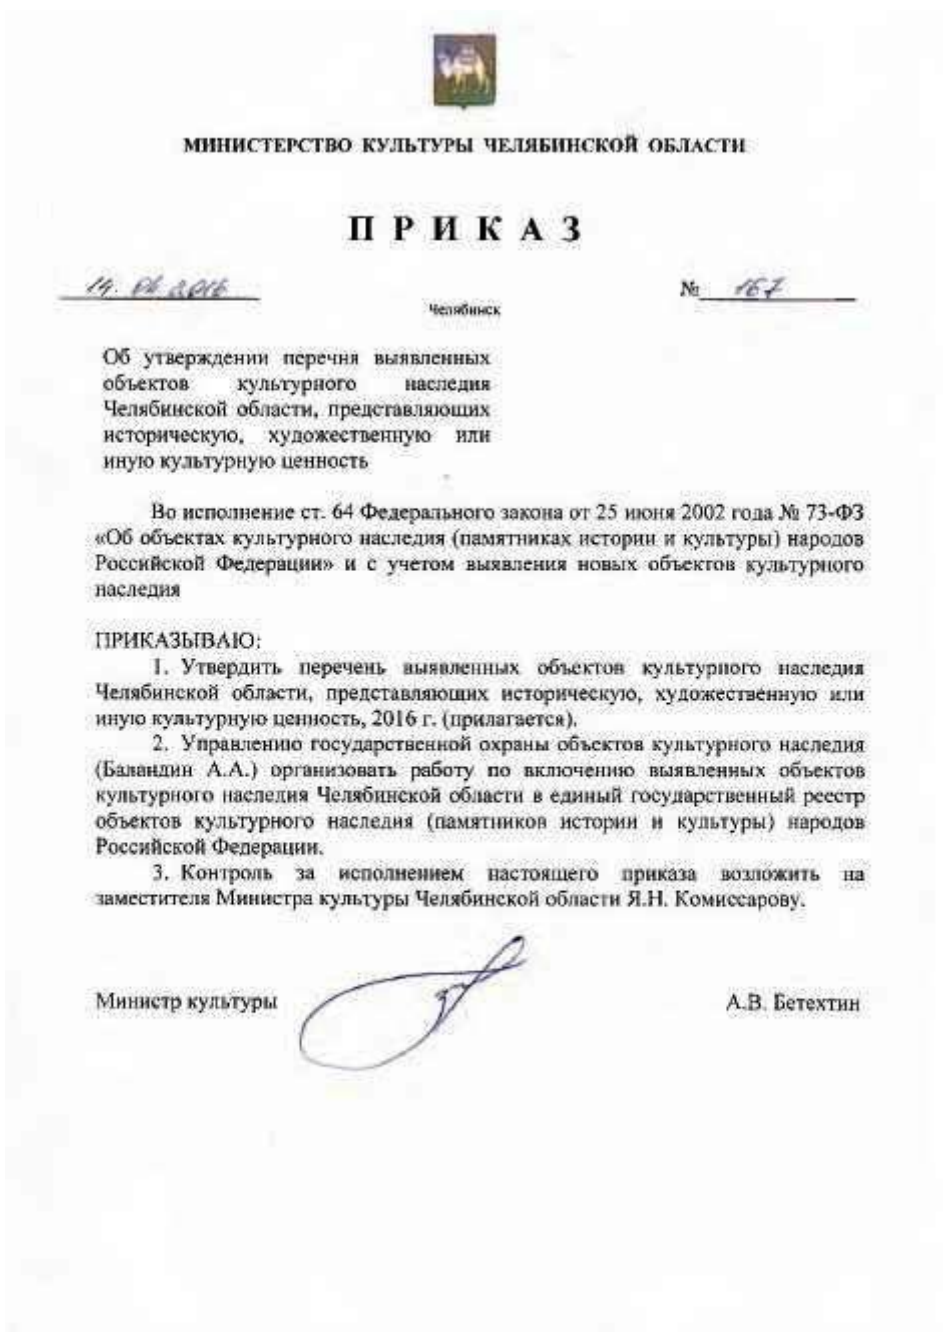 МИНИСТЕРСТВО КУЛЬТУРЫ ЧЕЛЯБИНСКОЙ ОБЛАСТИ
ПРИКАЗ
14. 2016 № 167
Челябинск
Об утверждении перечня выявленных
объектов культурного наследия
Челябинской области, представляющих
историческую, художественную или
иную культурную ценность
Во исполнение ст. 64 Федерального закона от 25 июня 2002 года № 73-ФЗ
«Об объектах культурного наследия (памятниках истории и культуры) народов
Российской Федерации» и с учетом выявления новых объектов культурного
наследия
ПРИКАЗЫВАЮ:
1. Утвердить перечень выявленных объектов культурного наследия
Челябинской области, представляющих историческую, художественную или
иную культурную ценность, 2016 г. (прилагается).
2. Управлению государственной охраны объектов культурного наследия
(Баландин А.А.) организовать работу по включению выявленных объектов
культурного наследия Челябинской области в единый государственный реестр
объектов культурного наследия (памятников истории и культуры) народов
Российской Федерации.
3. Контроль за исполнением настоящего приказа возложить на
заместителя Министра культуры Челябинской области Я.Н. Комиссарову.
Министр культуры А.В. Бетехтин